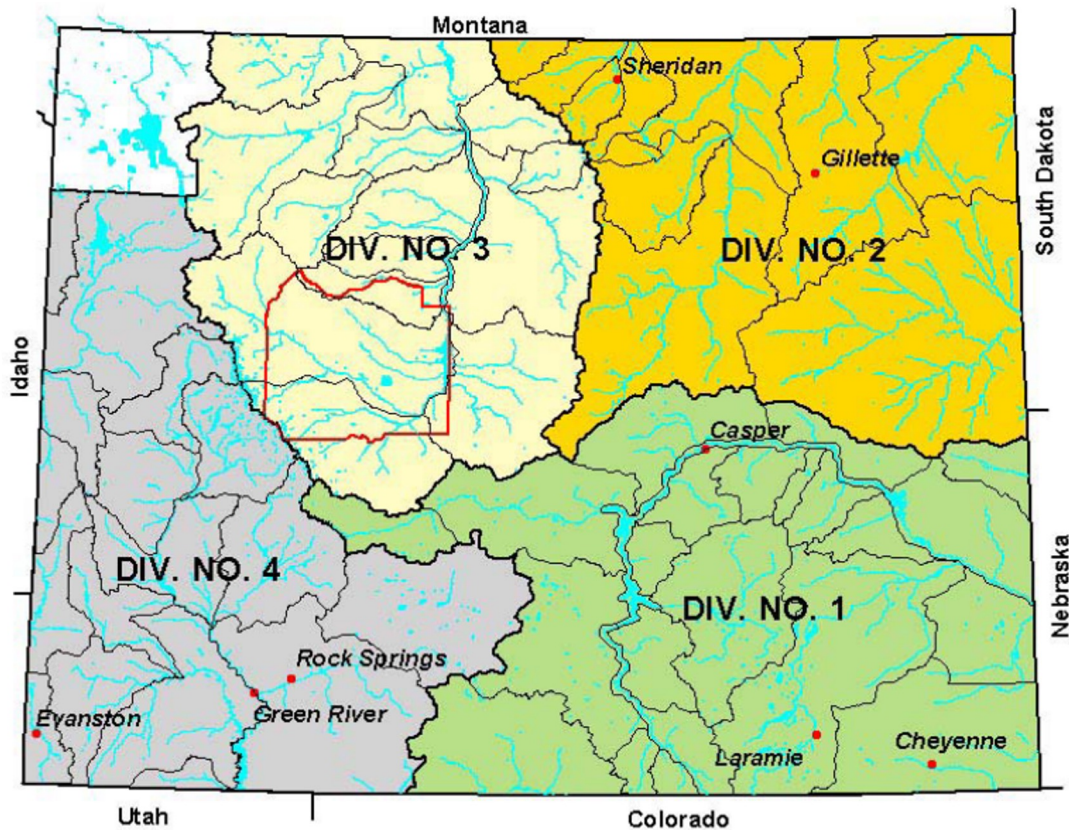 Montana
Sheridan
Gillette
South Dakota
DIV. NO. 3
DIV. NO. 2
Idaho
Casper
DIV. NO. 4
DIV. NO. 1
Nebraska
Rock Springs
Evanston
Green River
Laramie
Cheyenne
Utah
Colorado